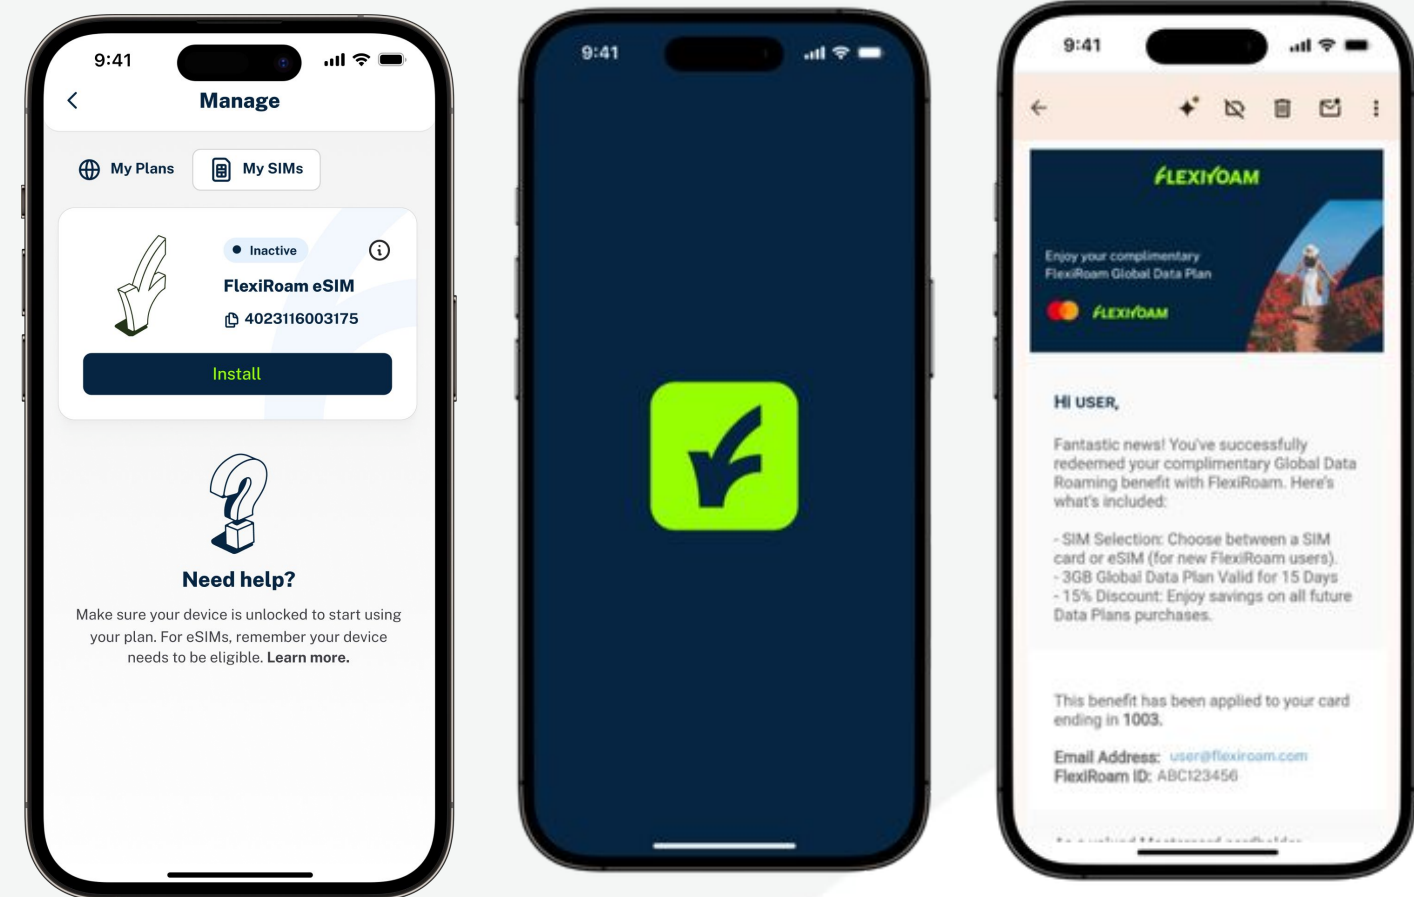 9:41
Manage
My Plans
My SIMs
Inactive
FlexiRoam eSIM
4023116003175
Install
Need help?
Make sure your device is unlocked to start using
your plan. For eSIMs, remember your device
needs to be eligible. Learn more.
9:41
9:41
FLEXIROAM
Enjoy your complimentary
FlexiRoam Global Data Plan
FLEXIROAM
Hi USER,
Fantastic news! You've successfully
redeemed your complimentary Global Data
Roaming benefit with FlexiRoam. Here's
what's included:
- SIM Selection: Choose between a SIM
card or eSIM (for new FlexiRoam users).
- 3GB Global Data Plan Valid for 15 Days
- 15% Discount: Enjoy savings on all future
Data Plans purchases.
This benefit has been applied to your card
ending in 1003.
Email Address: user@flexiroam.com
FlexiRoam ID: ABC123456